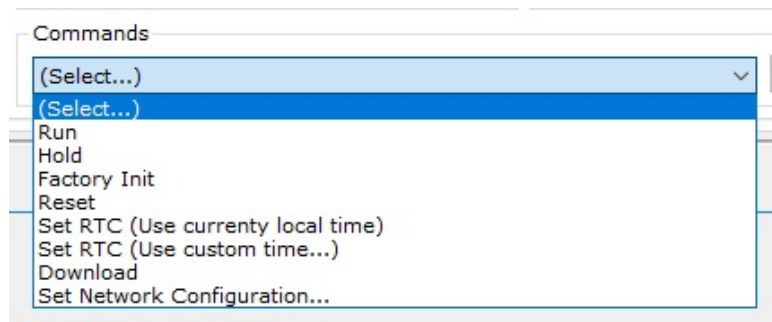 Commands
(Select...)
(Select...)
Run
Hold
Factory Init
Reset
Set RTC (Use currenty local time)
Set RTC (Use custom time...)
Download
Set Network Configuration...